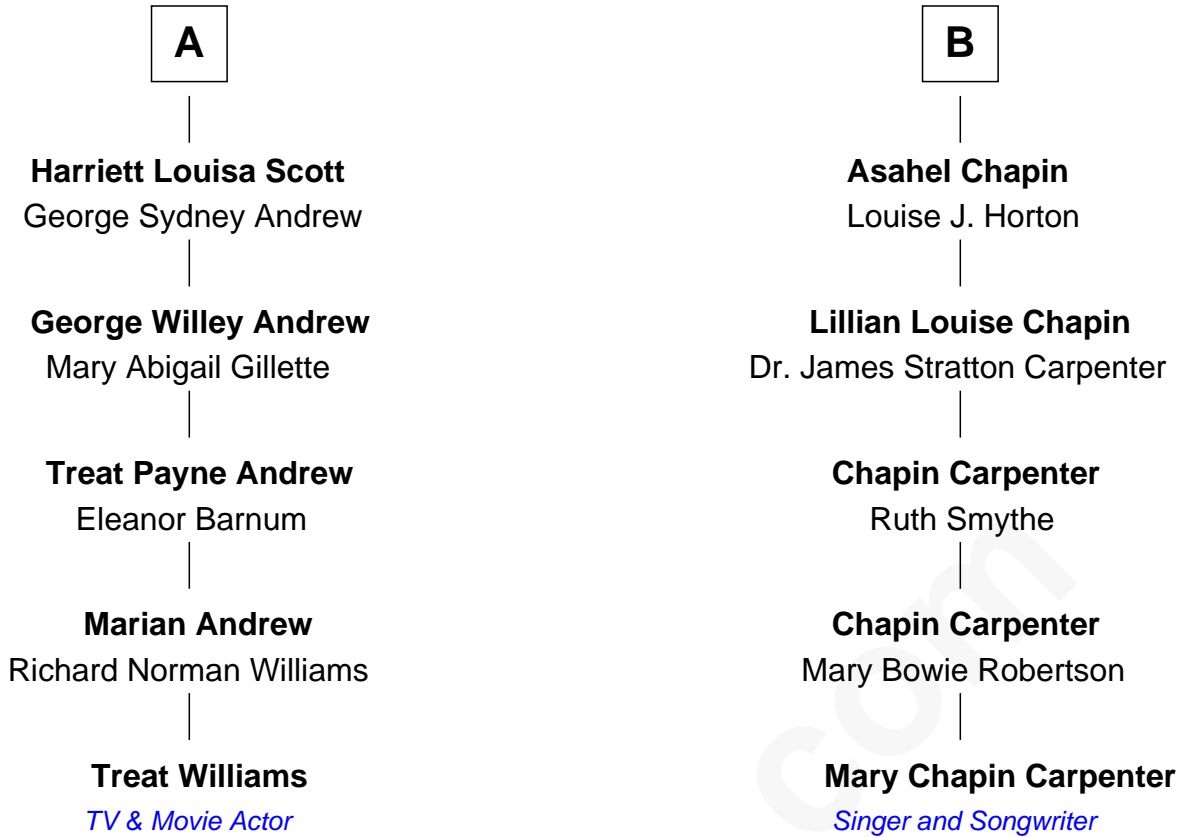 A
Harriett Louisa Scott
George Sydney Andrew
George Willey Andrew
Mary Abigail Gillette
Treat Payne Andrew
Eleanor Barnum
Marian Andrew
Richard Norman Williams
Treat Williams
TV & Movie Actor
B
Asahel Chapin
Louise J. Horton
Lillian Louise Chapin
Dr. James Stratton Carpenter
Chapin Carpenter
Ruth Smythe
Chapin Carpenter
Mary Bowie Robertson
Mary Chapin Carpenter
Singer and Songwriter
com